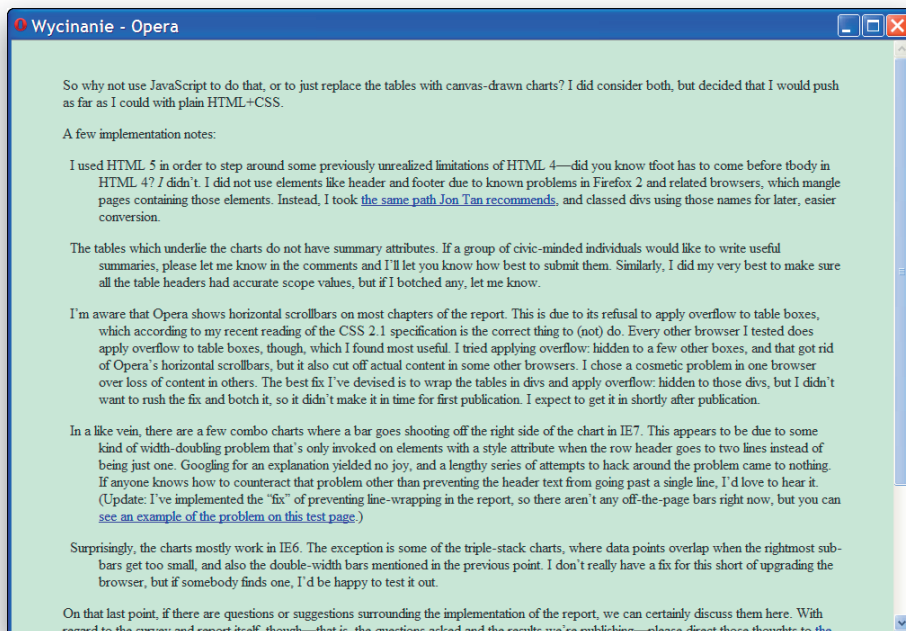 Wycinanie - Opera
So why not use JavaScript to do that, or to just replace the tables with canvas-drawn charts? I did consider both, but decided that I would push
as far as I could with plain HTML+CSS.
A few implementation notes:
I used HTML 5 in order to step around some previously unrealized limitations of HTML 4—did you know tfoot has to come before tbody in
HTML 4? I didn’t. I did not use elements like header and footer due to known problems in Firefox 2 and related browsers, which mangle
pages containing those elements. Instead, I took the same path Jon Tan recommends, and classed divs using those names for later, easier
conversion.
The tables which underlie the charts do not have summary attributes. If a group of civic-minded individuals would like to write useful
summaries, please let me know in the comments and I’ll let you know how best to submit them. Similarly, I did my very best to make sure
all the table headers had accurate scope values, but if I botched any, let me know.
I’m aware that Opera shows horizontal scrollbars on most chapters of the report. This is due to its refusal to apply overflow to table boxes,
which according to my recent reading of the CSS 2.1 specification is the correct thing to (not) do. Every other browser I tested does
apply overflow to table boxes, though, which I found most useful. I tried applying overflow: hidden to a few other boxes, and that got rid
of Opera’s horizontal scrollbars, but it also cut off actual content in some other browsers. I chose a cosmetic problem in one browser
over loss of content in others. The best fix I’ve devised is to wrap the tables in divs and apply overflow: hidden to those divs, but I didn’t
want to rush the fix and botch it, so it didn’t make it in time for first publication. I expect to get it in shortly after publication.
In a like vein, there are a few combo charts where a bar goes shooting off the right side of the chart in IE7. This appears to be due to some
kind of width-doubling problem that’s only invoked on elements with a style attribute when the row header goes to two lines instead of
being just one. Googling for an explanation yielded no joy, and a lengthy series of attempts to hack around the problem came to nothing.
If anyone knows how to counteract that problem other than preventing the header text from going past a single line, I’d love to hear it.
(Update: I’ve implemented the “fix” of preventing line-wrapping in the report, so there aren’t any off-the-page bars right now, but you can
see an example of the problem on this test page.)
Surprisingly, the charts mostly work in IE6. The exception is some of the triple-stack charts, where data points overlap when the rightmost sub-
bars get too small, and also the double-width bars mentioned in the previous point. I don’t really have a fix for this short of upgrading the
browser, but if somebody finds one, I’d be happy to test it out.
On that last point, if there are questions or suggestions surrounding the implementation of the report, we can certainly discuss them here. With
regard to the survey and report itself, though—that is, the questions asked and the results we’re publishing—please direct those thoughts to the